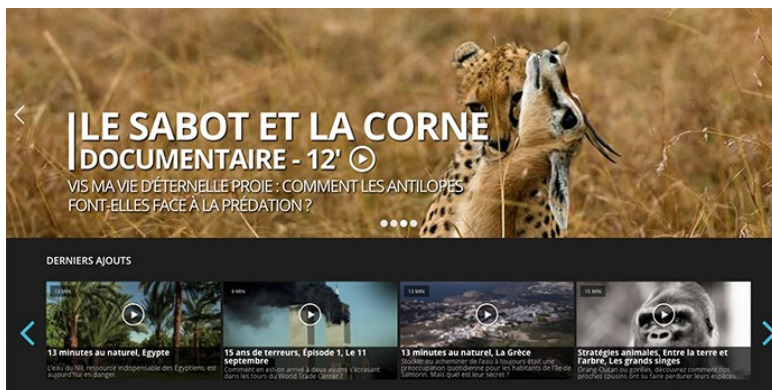 LE SABOT ET LA CORNE
DOCUMENTAIRE - 12'
VIS MA VIE D'ÉTERNELLE PROIE : COMMENT LES ANTILOPES
FONT-ELLES FACE À LA PRÉDATION ?
DERNIERS AJOUTS
13 MIN
13 minutes au naturel, Egypte
L'eau du Nil, ressource indispensable des Égyptiens, est
aujourd'hui en danger.
9 MIN
15 ans de terreurs, Épisode 1, Le 11
septembre
Comment en est-on arrivé à deux avions s'écrasant
dans les tours du World Trade Center ?
13 MIN
13 minutes au naturel, La Grèce
Stocker ou acheminer de l'eau a toujours était une
préoccupation quotidienne pour les habitants de l'île de
Santorin. Mais quel est leur secret ?
15 MIN
Stratégies animales, Entre la terre et
l'arbre, Les grands singes
Orang-Outan ou gorilles, découvrez comment nos
proches cousins ont su faire perdurer leurs espèces...